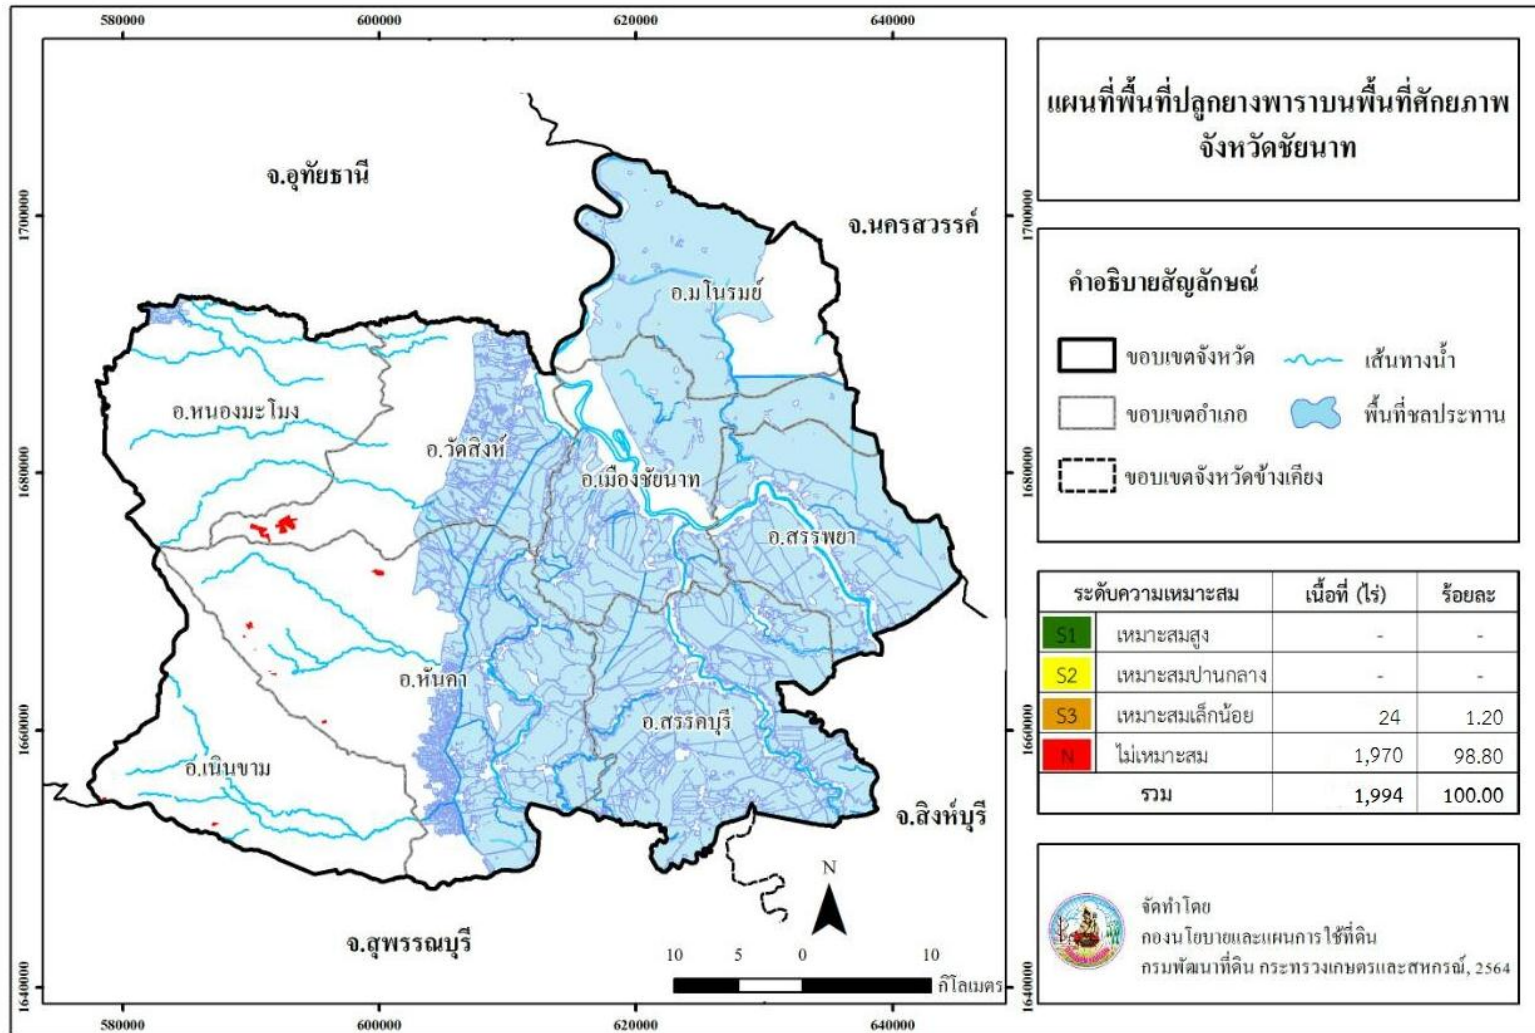 580000 600000 620000 640000
แผนที่พื้นที่ปลูกยางพาราบนพื้นที่ศักยภาพ
จังหวัดชัยนาท
จ.อุทัยธานี
1700000 1700000
จ.นครสวรรค์
คำอธิบายสัญลักษณ์
อ.มโนรมย์
ขอบเขตจังหวัด เส้นทางน้ำ
อ.หนองมะโมง
ขอบเขตอำเภอ พื้นที่ชลประทาน
อ.วัดสิงห์
อ.เมืองชัยนาท
1680000 1680000
ขอบเขตจังหวัดข้างเคียง
อ.สรรพยา
ระดับความเหมาะสม เนื้อที่ (ไร่) ร้อยละ
S1 เหมาะสมสูง - -
S2 เหมาะสมปานกลาง - -
S3 เหมาะสมเล็กน้อย 24 1.20
N ไม่เหมาะสม 1,970 98.80
รวม 1,994 100.00
อ.หันคา
อ.สรรคบุรี
1660000 1660000
อ.เนินขาม
จ.สิงห์บุรี
N
จ.สุพรรณบุรี
10 5 0 10
กิโลเมตร
1640000 1640000
จัดทำโดย
กองนโยบายและแผนการใช้ที่ดิน
กรมพัฒนาที่ดิน กระทรวงเกษตรและสหกรณ์, 2564
580000 600000 620000 640000